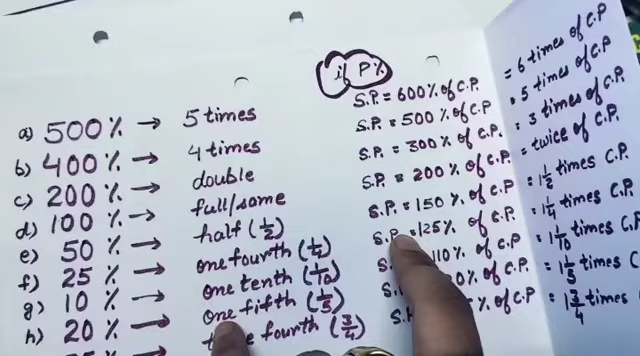 if P%
a) 500% → 5 times S.P. = 600% of C.P. = 6 times of C.P
b) 400% → 4 times S.P. = 500% of C.P. = 5 times of C.P
c) 200% → double S.P. = 300% of C.P. = 3 times of C.P.
d) 100% → full/same S.P. = 200% of C.P. = twice of C.P.
e) 50% → half (1/2) S.P. = 150% of C.P. = 1 1/2 times C.P.
f) 25% → one fourth (1/4) S.P. = 125% of C.P. = 1 1/4 times C.P.
g) 10% → one tenth (1/10) 110% of C.P = 1 1/10 times C.P
h) 20% → one fifth (1/5) 0% of C.P. = 1 1/5 times C
fourth (3/4) % of C.P = 1 3/4 times